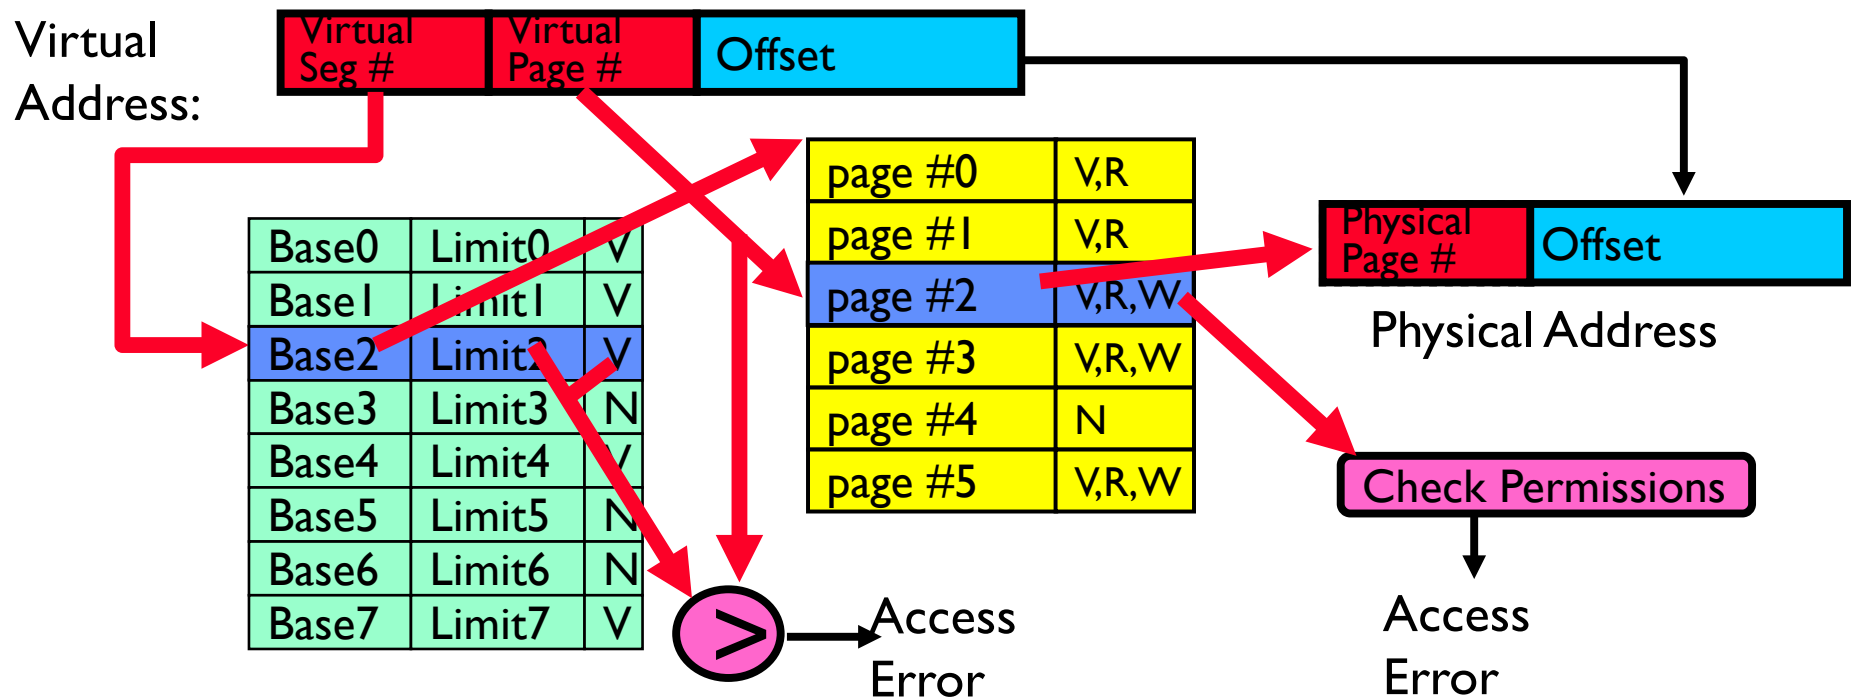 Virtual
Address:
Virtual
Seg #
Virtual
Page #
Offset
Base0 Limit0 V
Base1 Limit1 V
Base2 Limit2 V
Base3 Limit3 N
Base4 Limit4 V
Base5 Limit5 N
Base6 Limit6 N
Base7 Limit7 V
page #0 V,R
page #1 V,R
page #2 V,R,W
page #3 V,R,W
page #4 N
page #5 V,R,W
Physical
Page #
Offset
Physical Address
Check Permissions
>
Access
Error
Access
Error